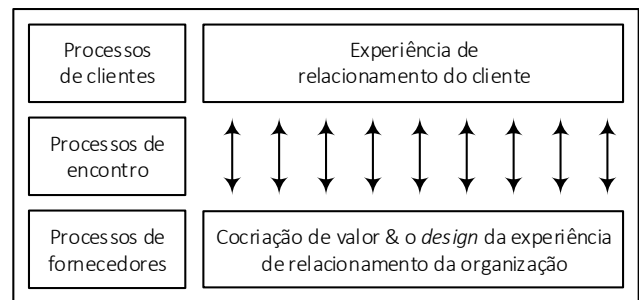 Processos
de clientes
Experiência de
relacionamento do cliente
Processos de
encontro
Processos de
fornecedores
Cocriação de valor & o design da experiência
de relacionamento da organização